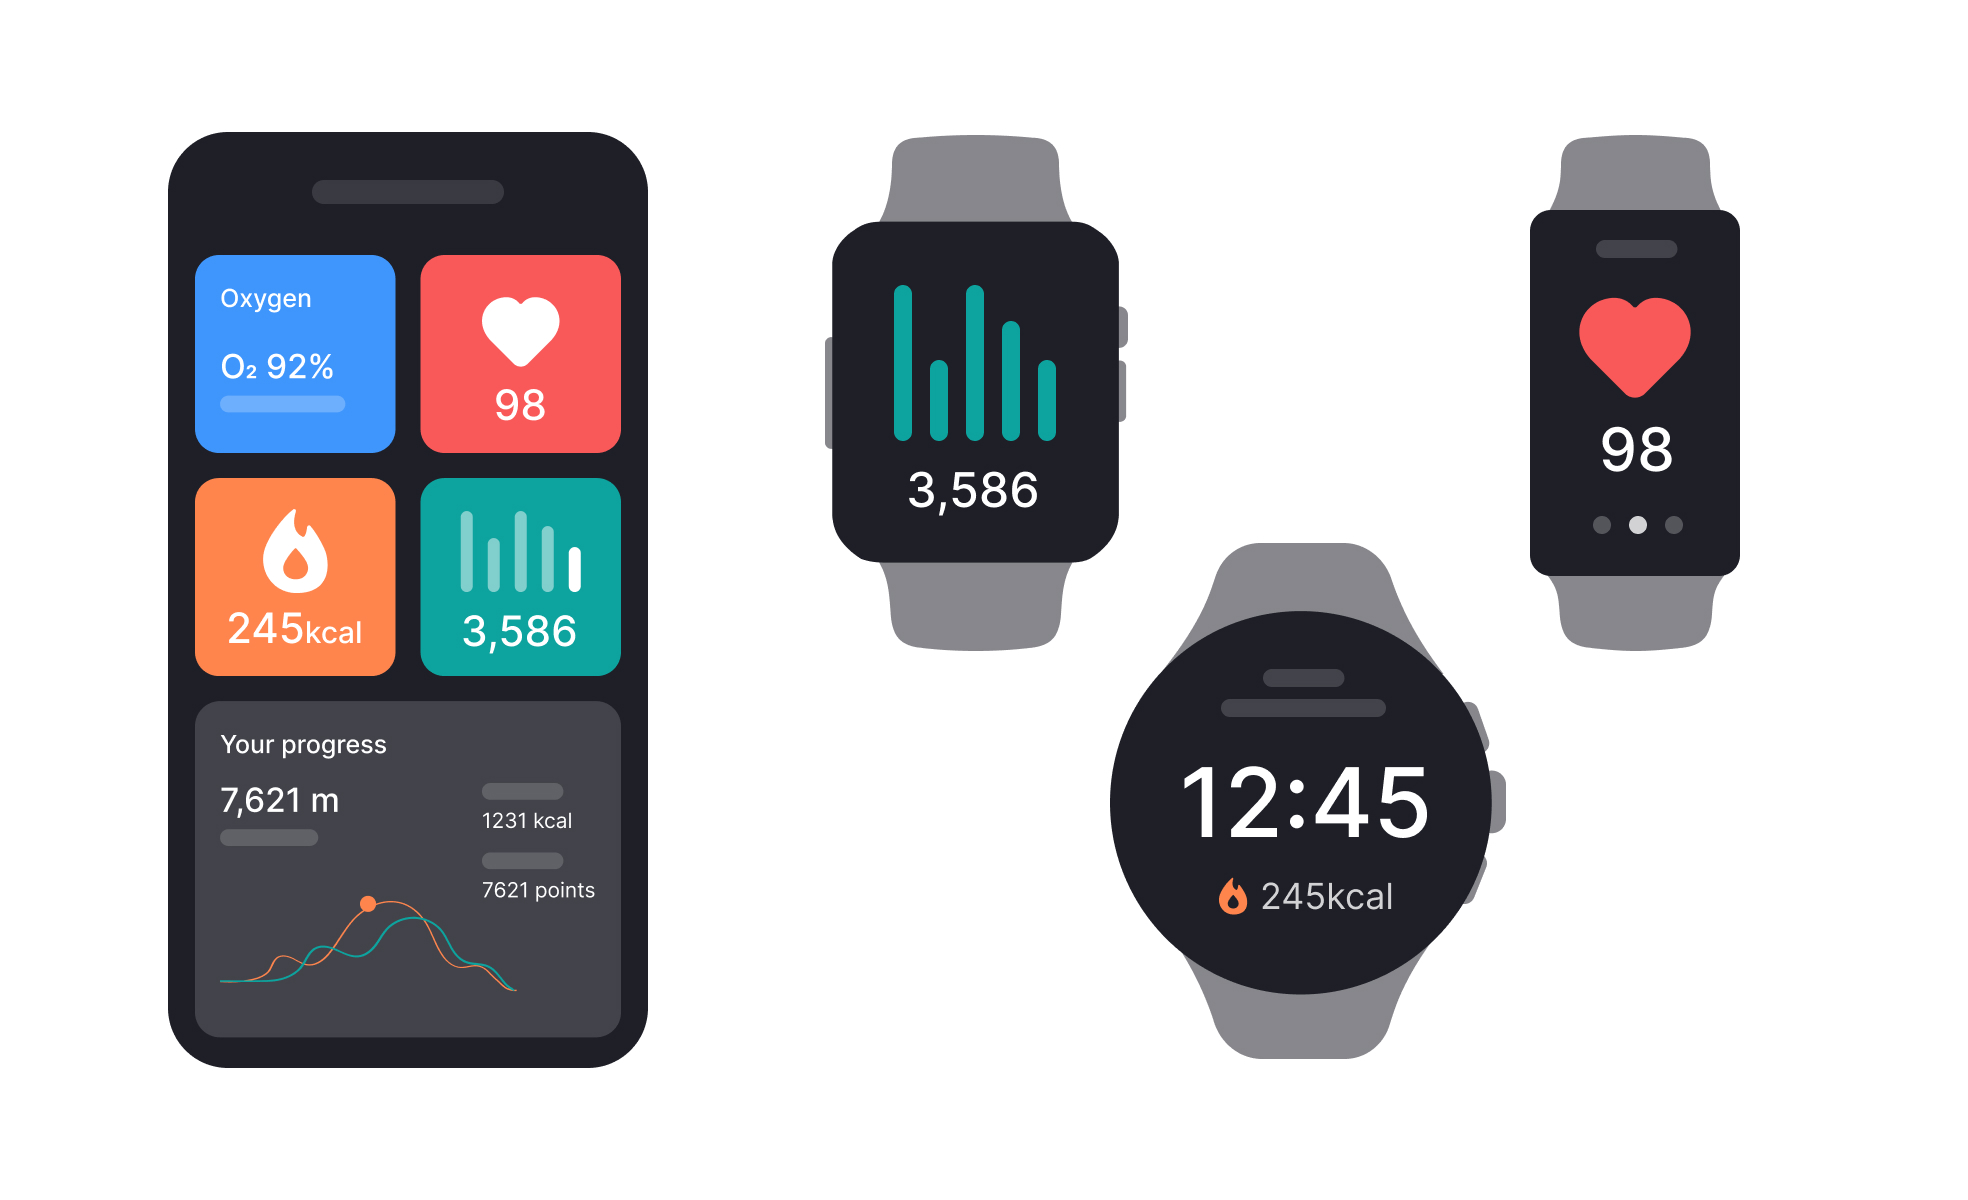 Oxygen
O₂ 92%
98
245kcal
3,586
Your progress
7,621 m
1231 kcal
7621 points
3,586
12:45
245kcal
98